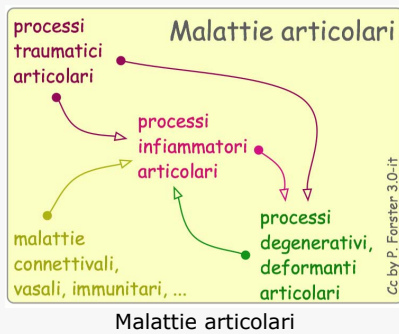 Malattie articolari
processi
traumatici
articolari
processi
infiammatori
articolari
malattie
connettivali,
vasali, immunitari, ...
processi
degenerativi,
deformanti
articolari
Cc by P. Forster 3.0-it
Malattie articolari